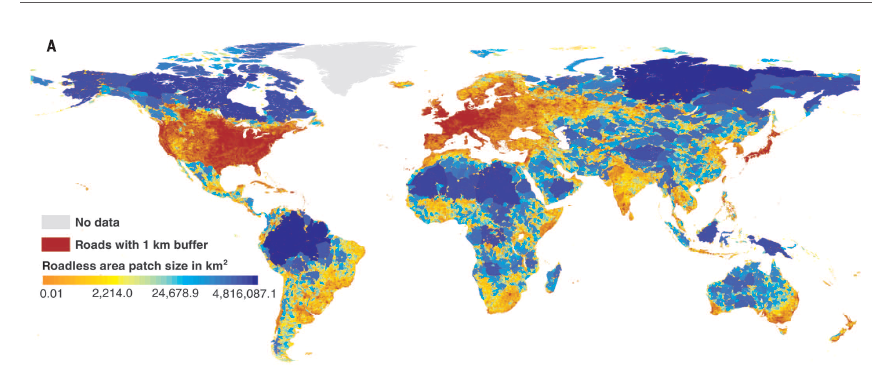 A
No data
Roads with 1 km buffer
Roadless area patch size in km²
0.01 2,214.0 24,678.9 4,816,087.1